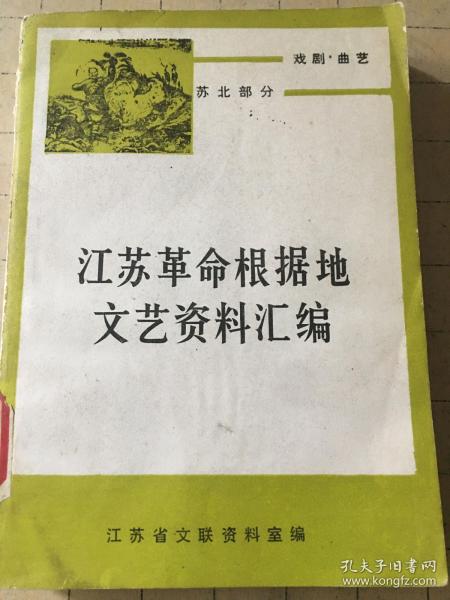 戏剧·曲艺
苏北部分
江苏革命根据地
文艺资料汇编
江苏省文联资料室编
孔夫子旧书网
www.kongfz.com